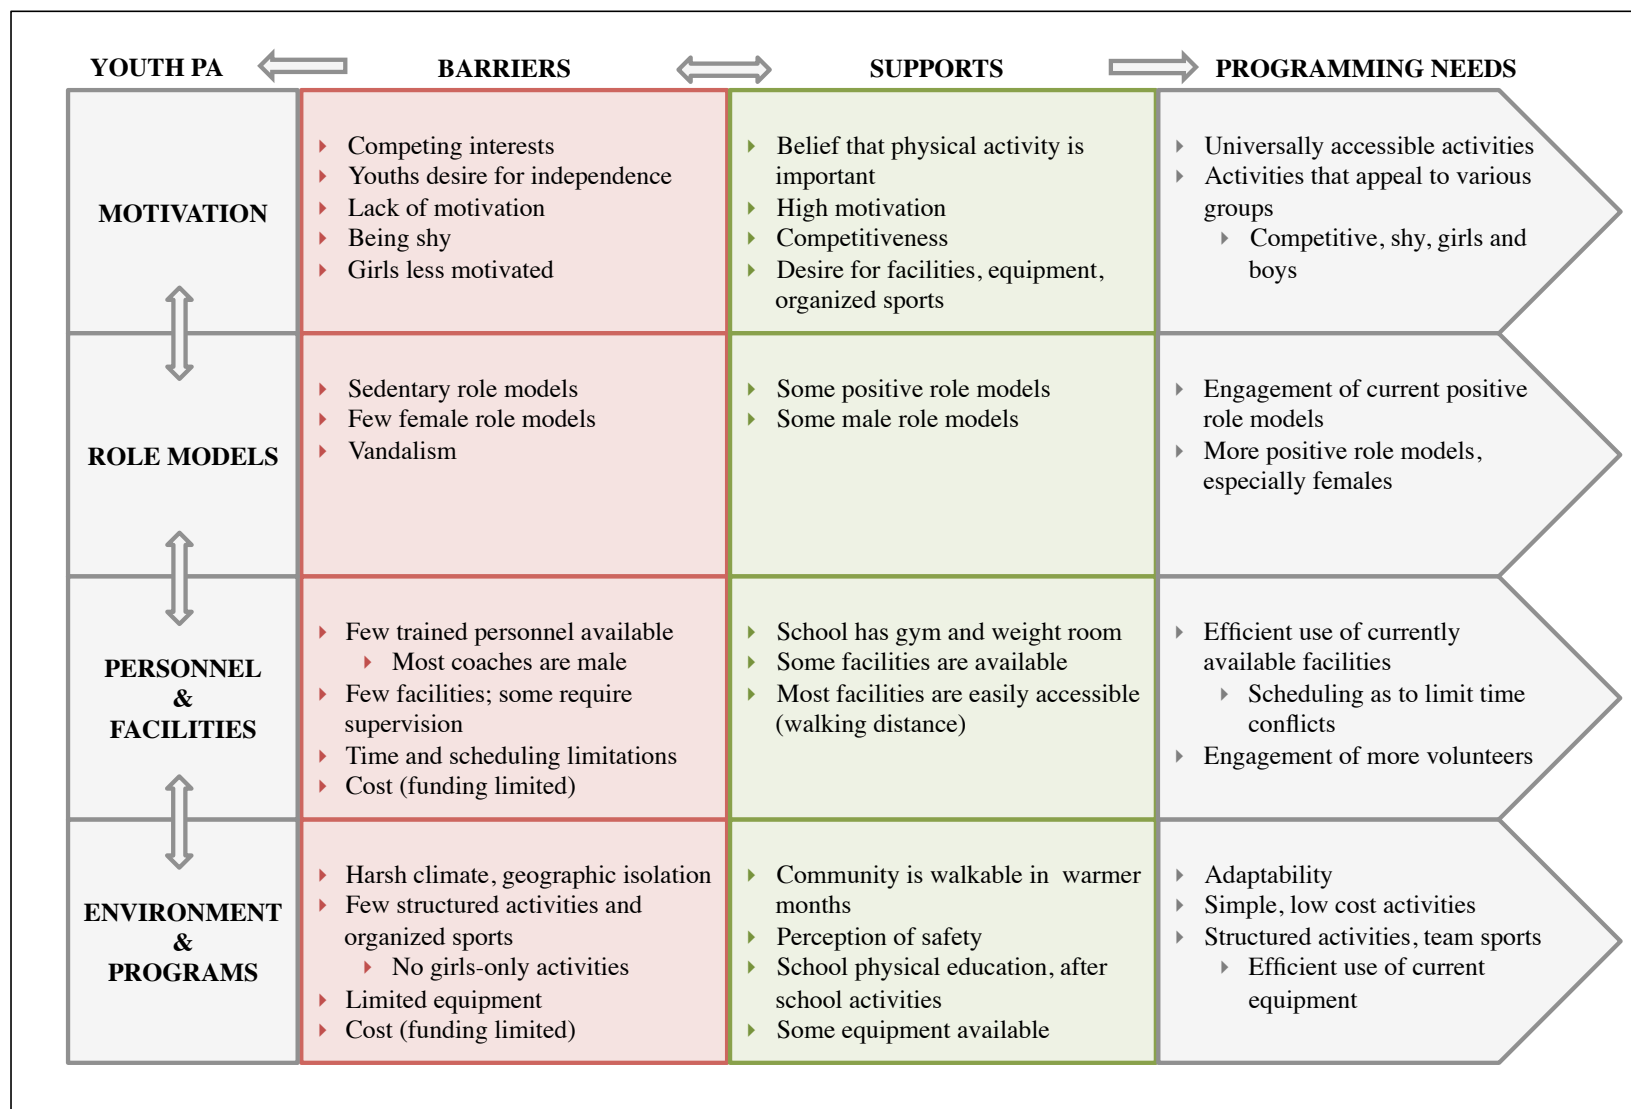 YOUTH PA
BARRIERS
SUPPORTS
PROGRAMMING NEEDS
MOTIVATION
Competing interests
Youths desire for independence
Lack of motivation
Being shy
Girls less motivated
Belief that physical activity is
important
High motivation
Competitiveness
Desire for facilities, equipment,
organized sports
Universally accessible activities
Activities that appeal to various
groups
Competitive, shy, girls and
boys
ROLE MODELS
Sedentary role models
Few female role models
Vandalism
Some positive role models
Some male role models
Engagement of current positive
role models
More positive role models,
especially females
PERSONNEL
&
FACILITIES
Few trained personnel available
Most coaches are male
Few facilities; some require
supervision
Time and scheduling limitations
Cost (funding limited)
School has gym and weight room
Some facilities are available
Most facilities are easily accessible
(walking distance)
Efficient use of currently
available facilities
Scheduling as to limit time
conflicts
Engagement of more volunteers
ENVIRONMENT
&
PROGRAMS
Harsh climate, geographic isolation
Few structured activities and
organized sports
No girls-only activities
Limited equipment
Cost (funding limited)
Community is walkable in  warmer
months
Perception of safety
School physical education, after
school activities
Some equipment available
Adaptability
Simple, low cost activities
Structured activities, team sports
Efficient use of current
equipment